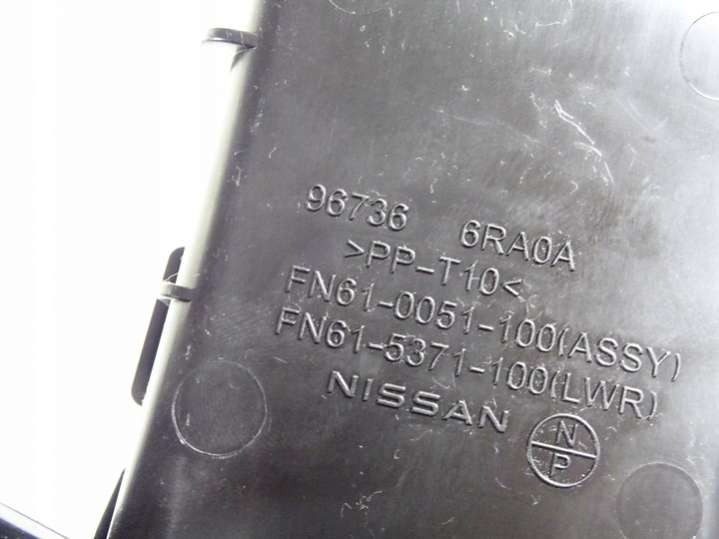 96736 6RA0A
>PP-T10<
FN61-0051-100(ASSY)
FN61-5371-100(LWR)
NISSAN
N
P